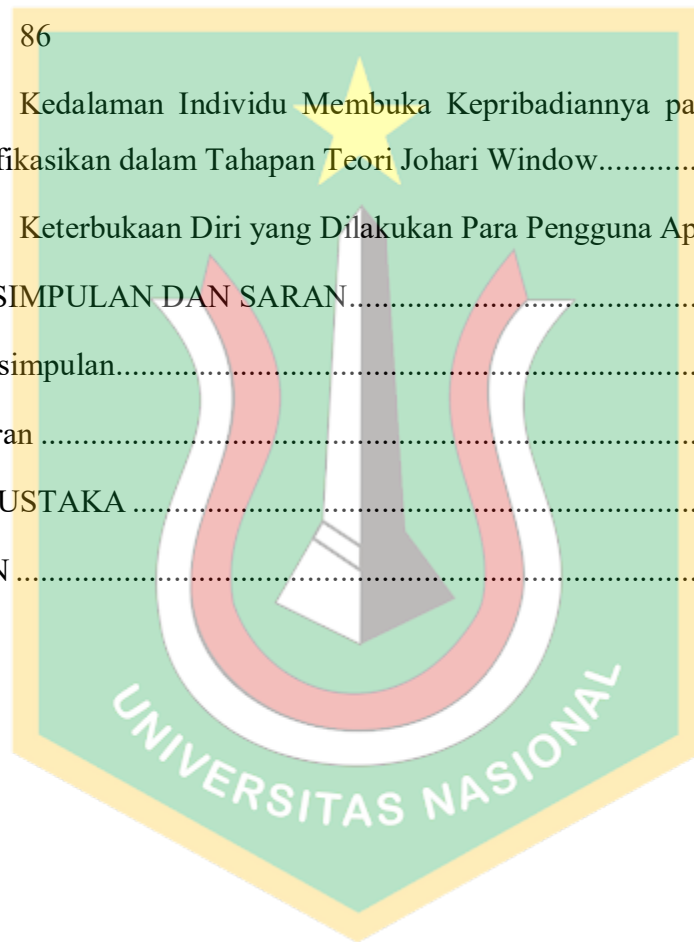 86
Kedalaman Individu Membuka Kepribadiannya pa
fikasikan dalam Tahapan Teori Johari Window..........
Keterbukaan Diri yang Dilakukan Para Pengguna Ap
SIMPULAN DAN SARAN..........................................
simpulan.......................................................................
ran ................................................................................
USTAKA .....................................................................
N ....................................................................................
UNIVERSITAS NASIONAL